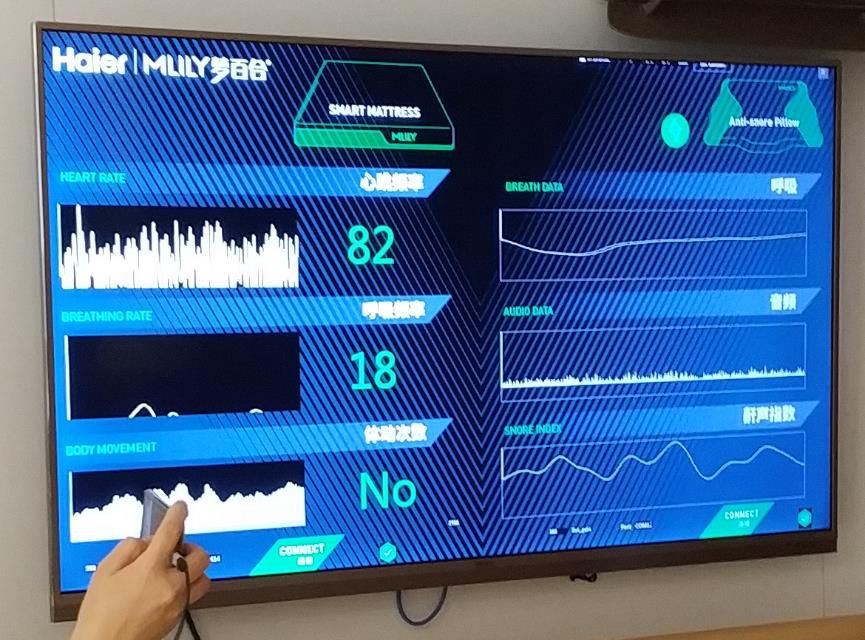 Haier | MLILY梦百合
SMART MATTRESS
MLILY
Anti-snore Pillow
HEART RATE
心跳频率
82
BREATHING RATE
呼吸频率
18
BODY MOVEMENT
体动次数
No
CONNECT
BREATH DATA
呼吸
AUDIO DATA
音频
SNORE INDEX
鼾声指数
CONNECT